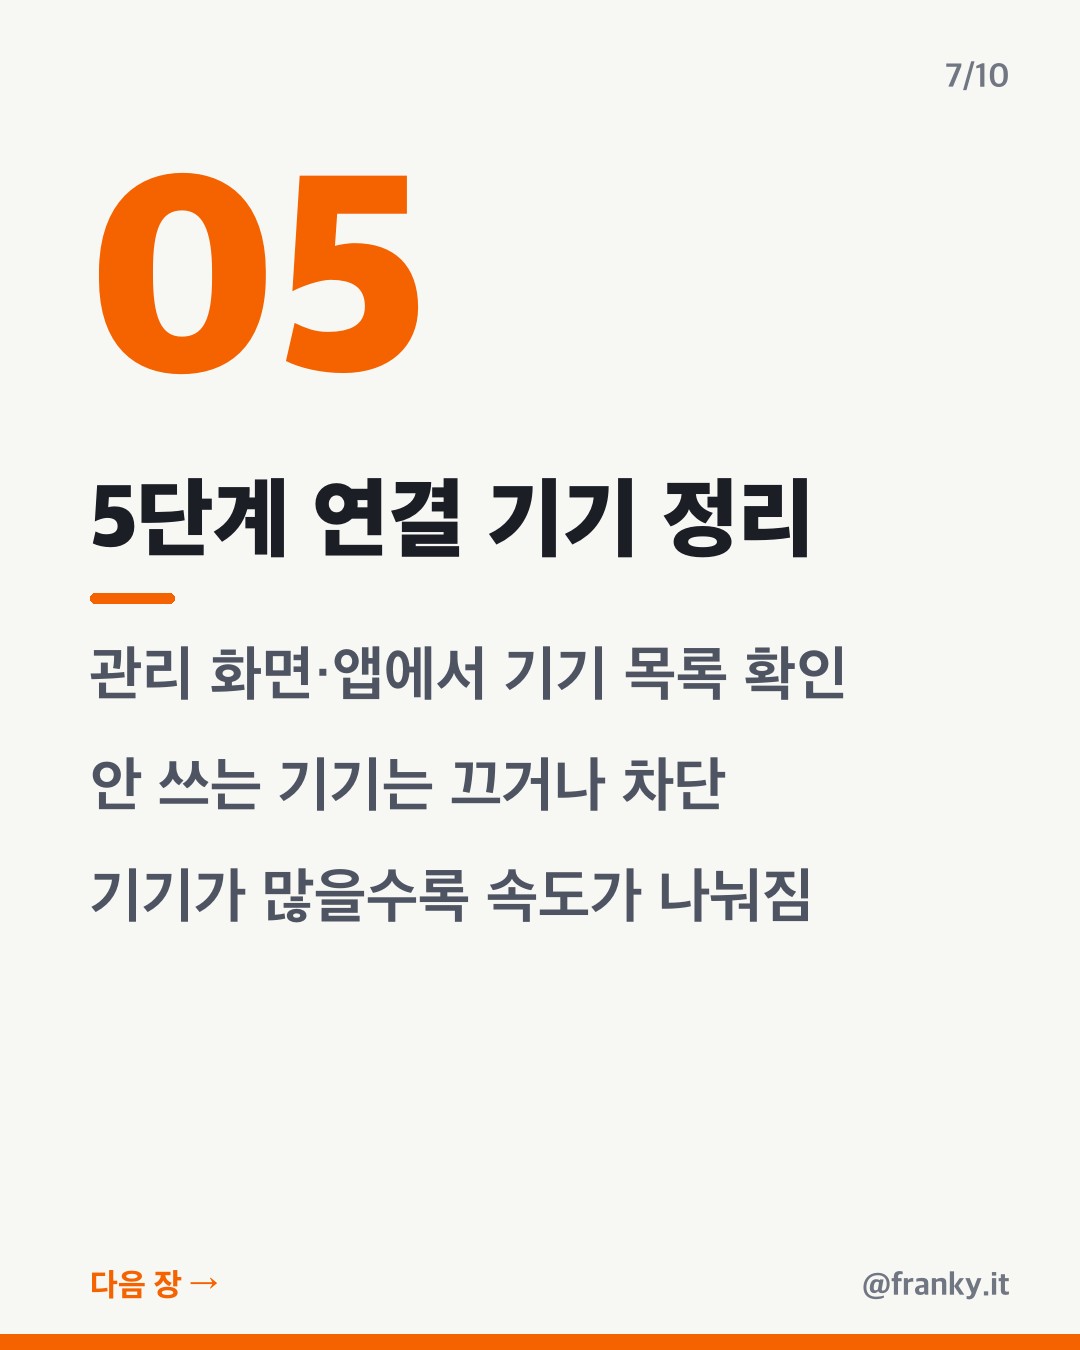 7/10
05
5단계 연결 기기 정리
관리 화면·앱에서 기기 목록 확인
안 쓰는 기기는 끄거나 차단
기기가 많을수록 속도가 나눠짐
다음 장 →
@franky.it